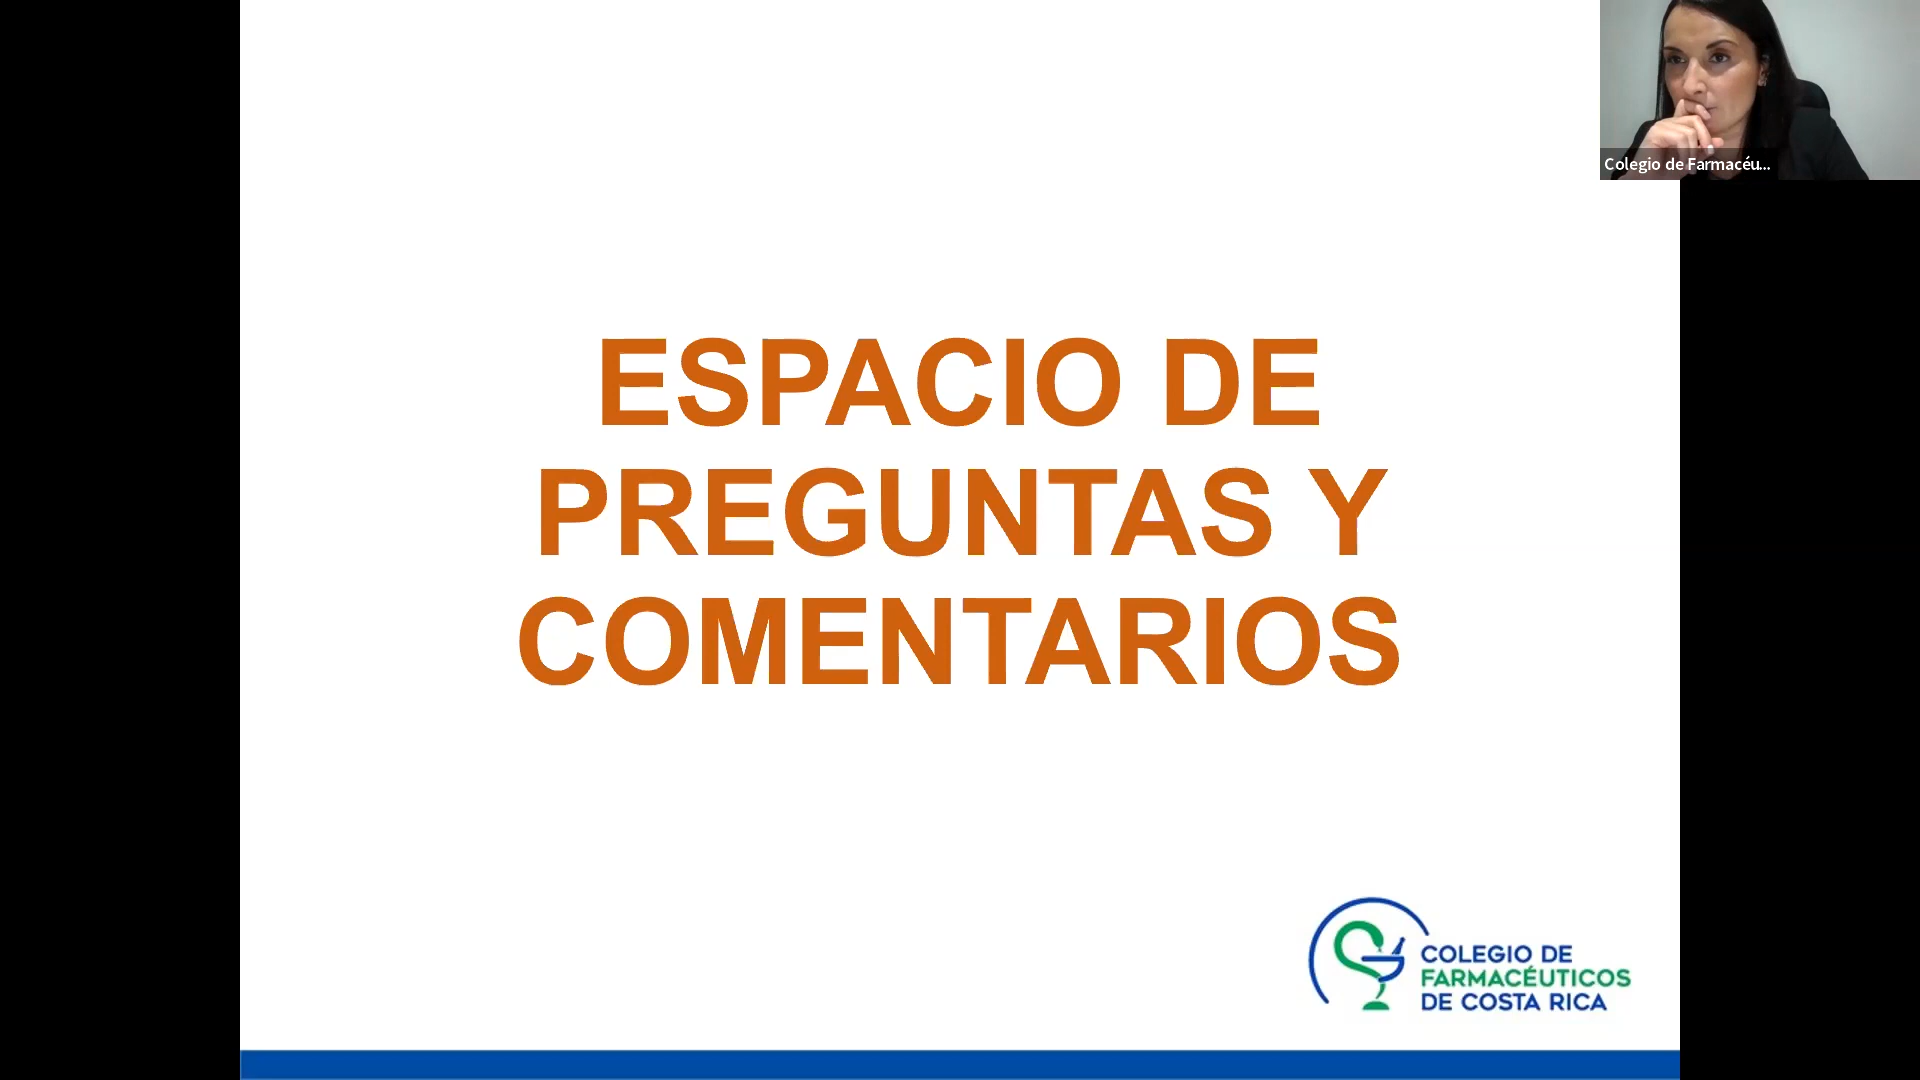 Colegio de Farmacéu...
ESPACIO DE
PREGUNTAS Y
COMENTARIOS
COLEGIO DE
FARMACÉUTICOS
DE COSTA RICA